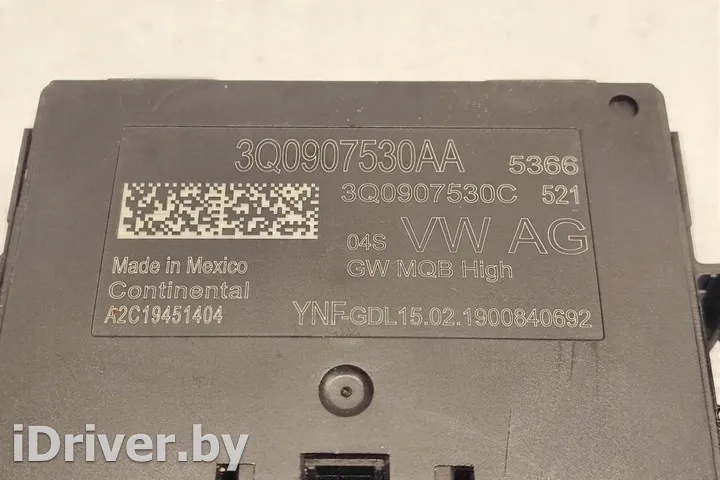 3Q0907530AA 5366
3Q0907530C 521
04S VW AG
GW MQB High
Made in Mexico
Continental
A2C19451404
YNF-GDL15.02.1900840692
iDriver.by